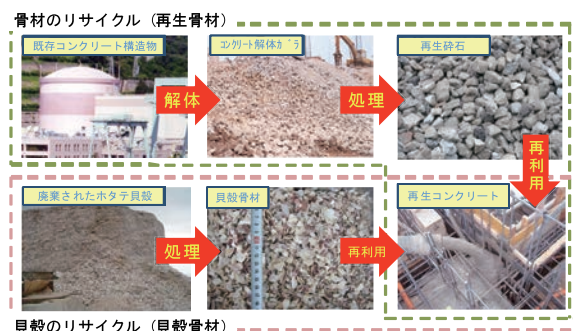 骨材のリサイクル（再生骨材）
既存コンクリート構造物
ｺﾝｸﾘｰﾄ解体ｶﾞﾗ
再生砕石
解体
処理
再利用
廃棄されたホタテ貝殻
貝殻骨材
再生コンクリート
処理
再利用
貝殻のリサイクル（貝殻骨材）